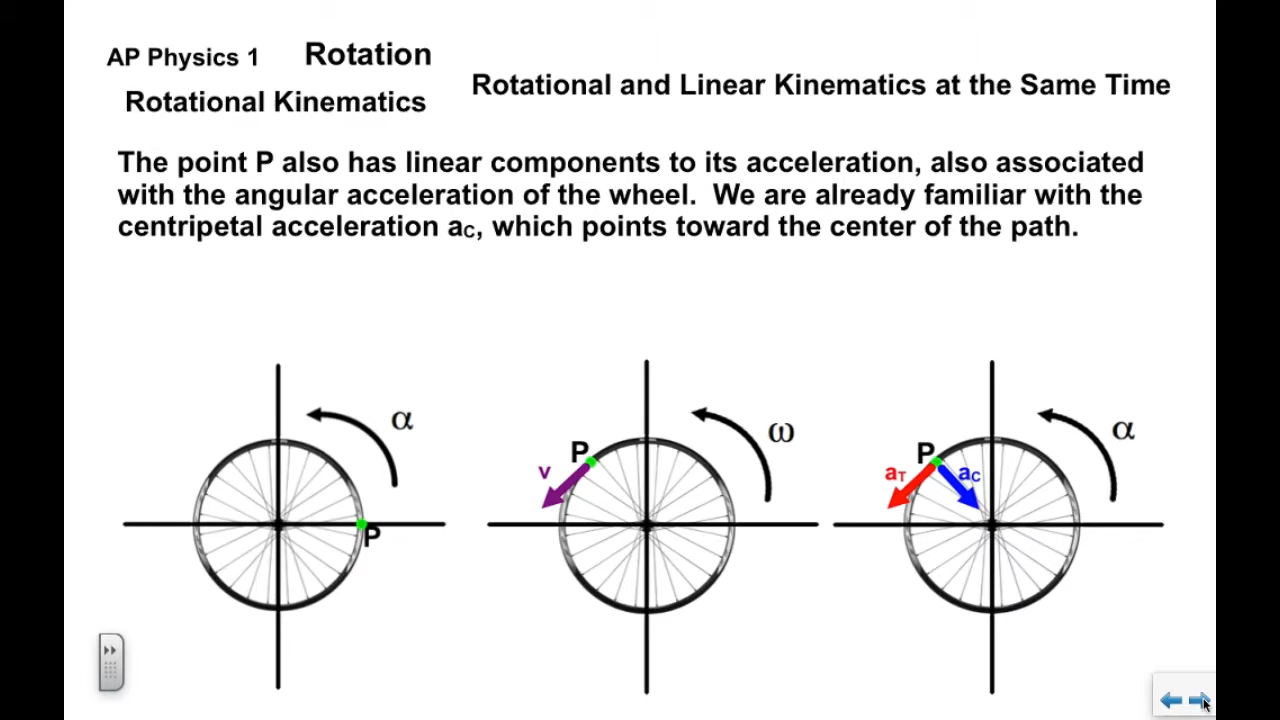 AP Physics 1 Rotation
Rotational Kinematics
Rotational and Linear Kinematics at the Same Time
The point P also has linear components to its acceleration, also associated
with the angular acceleration of the wheel. We are already familiar with the
centripetal acceleration aC, which points toward the center of the path.
α
P
ω
P
v
α
P
aT
aC